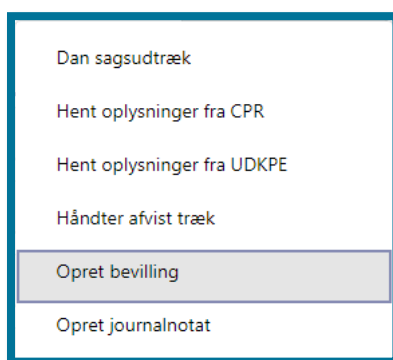 Dan sagsudtræk
Hent oplysninger fra CPR
Hent oplysninger fra UDKPE
Håndter afvist træk
Opret bevilling
Opret journalnotat